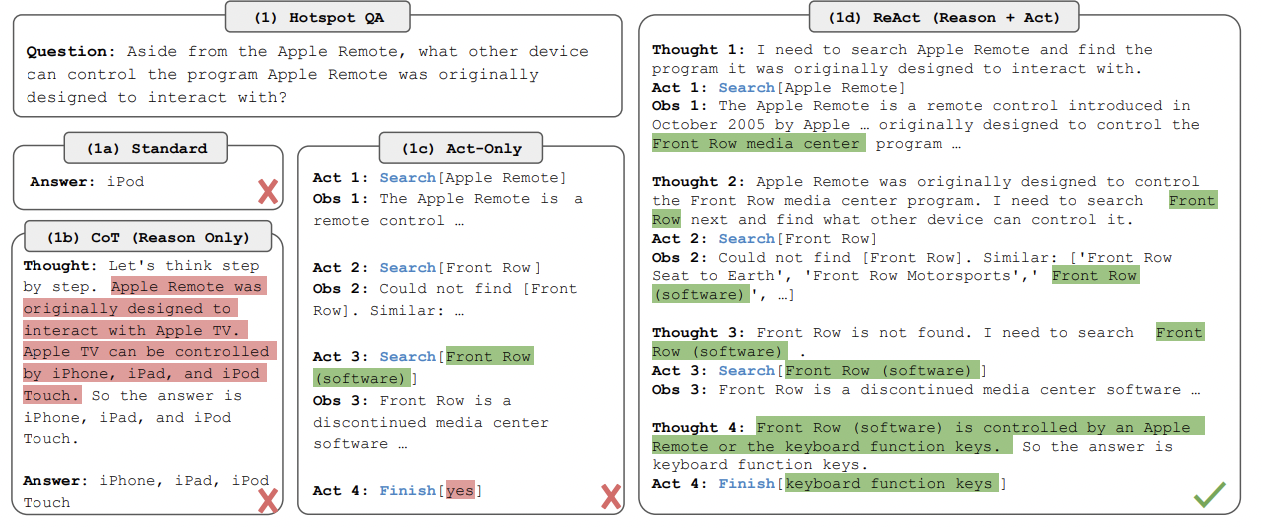 (1) Hotspot QA
Question: Aside from the Apple Remote, what other device
can control the program Apple Remote was originally
designed to interact with?
(1a) Standard
Answer: iPod
(1b) CoT (Reason Only)
Thought: Let's think step
by step. Apple Remote was
originally designed to
interact with Apple TV.
Apple TV can be controlled
by iPhone, iPad, and iPod
Touch. So the answer is
iPhone, iPad, and iPod
Touch.
Answer: iPhone, iPad, iPod
Touch
(1c) Act-Only
Act 1: Search[Apple Remote]
Obs 1: The Apple Remote is a
remote control …
Act 2: Search[Front Row]
Obs 2: Could not find [Front
Row]. Similar: …
Act 3: Search[Front Row
(software)]
Obs 3: Front Row is a
discontinued media center
software …
Act 4: Finish[yes]
(1d) ReAct (Reason + Act)
Thought 1: I need to search Apple Remote and find the
program it was originally designed to interact with.
Act 1: Search[Apple Remote]
Obs 1: The Apple Remote is a remote control introduced in
October 2005 by Apple … originally designed to control the
Front Row media center program …
Thought 2: Apple Remote was originally designed to control
the Front Row media center program. I need to search Front
Row next and find what other device can control it.
Act 2: Search[Front Row]
Obs 2: Could not find [Front Row]. Similar: ['Front Row
Seat to Earth', 'Front Row Motorsports',' Front Row
(software)', …]
Thought 3: Front Row is not found. I need to search Front
Row (software) .
Act 3: Search[Front Row (software)]
Obs 3: Front Row is a discontinued media center software …
Thought 4: Front Row (software) is controlled by an Apple
Remote or the keyboard function keys. So the answer is
keyboard function keys.
Act 4: Finish[keyboard function keys]